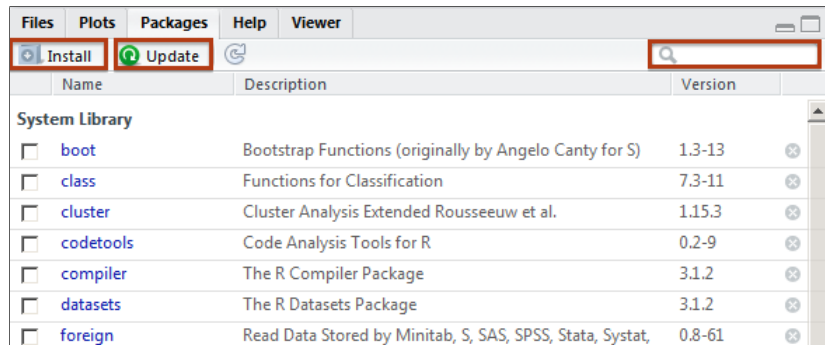 Files Plots Packages Help Viewer
Install Update
Name Description Version
System Library
boot Bootstrap Functions (originally by Angelo Canty for S) 1.3-13
class Functions for Classification 7.3-11
cluster Cluster Analysis Extended Rousseeuw et al. 1.15.3
codetools Code Analysis Tools for R 0.2-9
compiler The R Compiler Package 3.1.2
datasets The R Datasets Package 3.1.2
foreign Read Data Stored by Minitab, S, SAS, SPSS, Stata, Systat, 0.8-61